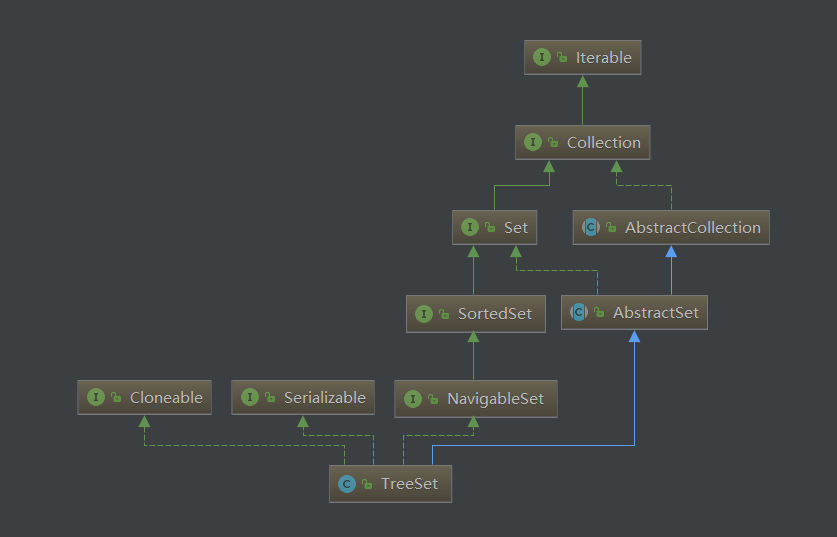 I Iterable
I Collection
I Set
C AbstractCollection
I SortedSet
C AbstractSet
I Cloneable
I Serializable
I NavigableSet
C TreeSet